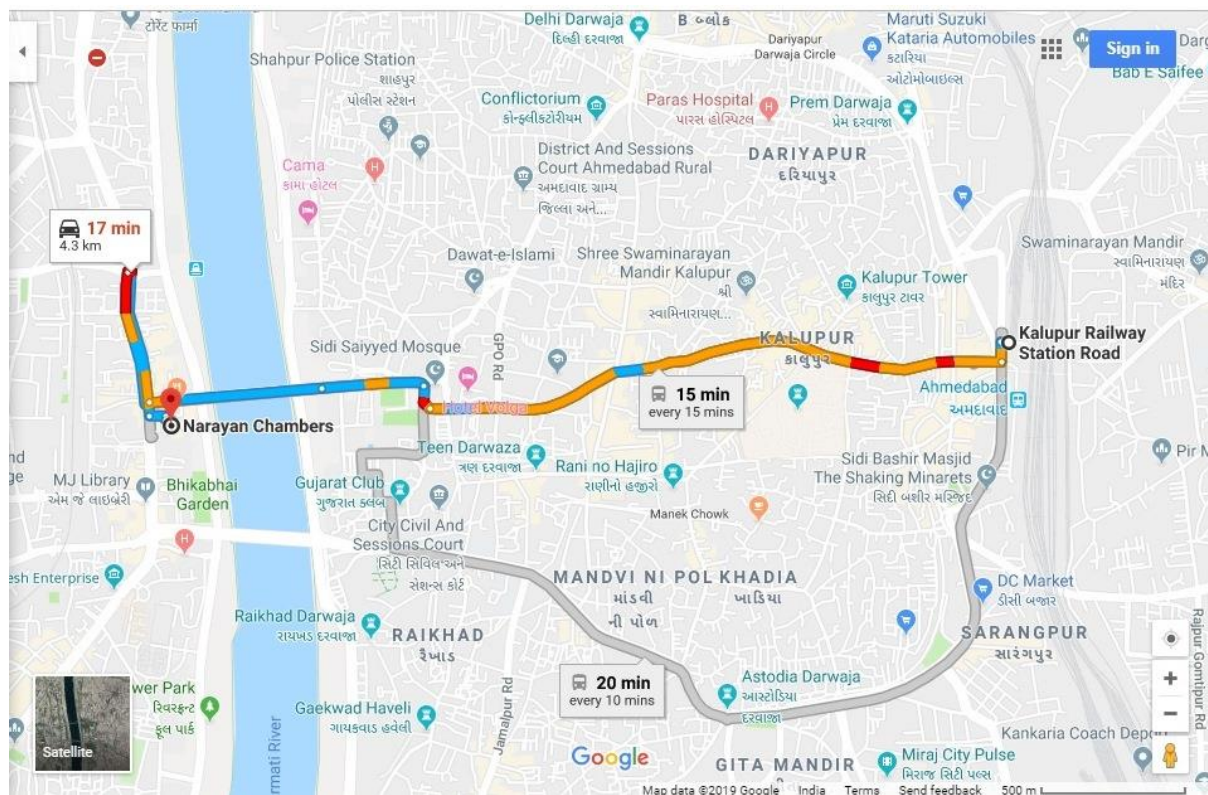 ટોરેન્ટ ફાર્મા
Delhi Darwaja
દિલ્હી દરવાજા
B બ્લોક
Maruti Suzuki
Kataria Automobiles
કટારિયા
ઓટોમોબાઇલ્સ
Sign in
Bab E Saifee
Dariyapur
Darwaja Circle
Shahpur Police Station
શાહપુર
પોલીસ સ્ટેશન
Conflictorium
કોન્ફ્લીક્ટોરીયમ
Paras Hospital
પારસ હોસ્પિટલ
Prem Darwaja
પ્રેમ દરવાજા
District And Sessions
Court Ahmedabad Rural
અમદાવાદ ગ્રામ્ય
જિલ્લા અને...
DARIYAPUR
દરિયાપુર
Cama
કામા હોટલ
17 min
4.3 km
Dawat-e-Islami
Shree Swaminarayan
Mandir Kalupur
શ્રી
સ્વામિનારાયણ...
Kalupur Tower
કાલુપુર ટાવર
Swaminarayan Mandir
સ્વામિનારાયણ
મંદિર
GPO Rd
Sidi Saiyyed Mosque
KALUPUR
કાલુપુર
Kalupur Railway
Station Road
15 min
every 15 mins
Ahmedabad
અમદાવાદ
Hotel Volga
Narayan Chambers
Teen Darwaza
ત્રણ દરવાજા
Rani no Hajiro
રાણીનો હજીરો
Sidi Bashir Masjid
The Shaking Minarets
સિદી બશીર મસ્જિદ
Pir M
MJ Library
એમ જે લાઇબ્રેરી
Bhikabhai
Garden
Gujarat Club
ગુજરાત ક્લબ
Manek Chowk
City Civil And
Sessions Court
સિટી સિવિલ અને
સેશન્સ કોર્ટ
esh Enterprise
MANDVI NI POL
માંડવી
ની પોળ
KHADIA
ખાડિયા
DC Market
ડીસી બજાર
Raikhad Darwaja
રાયખડ દરવાજા
RAIKHAD
રૈખાડ
SARANGPUR
સારંગપુર
Rajpur Gomtipur Rd
20 min
every 10 mins
Astodia Darwaja
આસ્ટોડિયા
દરવાજા
wer Park
રિવરફ્રન્ટ
ફૂલ પાર્ક
Satellite
Gaekwad Haveli
ગાયકવાડ હવેલી
Jamalpur Rd
rmati River
Google
GITA MANDIR
Miraj City Pulse
મિરાજ સિટી પલ્સ
Kankaria Coach Depot
Map data ©2019 Google
India
Terms
Send feedback
500 m